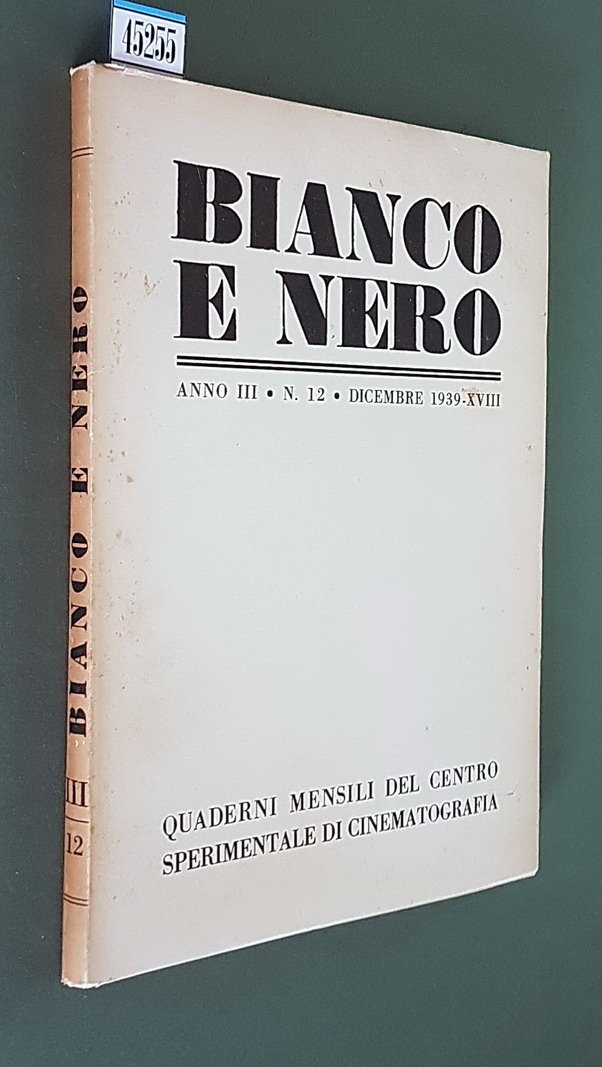 45255
BIANCO
E NERO
ANNO III • N. 12 • DICEMBRE 1939-XVIII
QUADERNI MENSILI DEL CENTRO
SPERIMENTALE DI CINEMATOGRAFIA
BIANCO E NERO
III
12